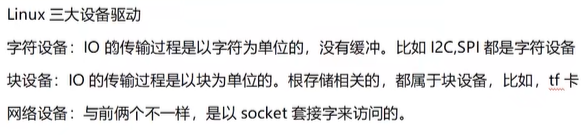 Linux 三大设备驱动
字符设备：IO 的传输过程是以字符为单位的，没有缓冲。比如 I2C,SPI 都是字符设备
块设备：IO 的传输过程是以块为单位的。根存储相关的，都属于块设备，比如，tf 卡
网络设备：与前两个不一样，是以 socket 套接字来访问的。